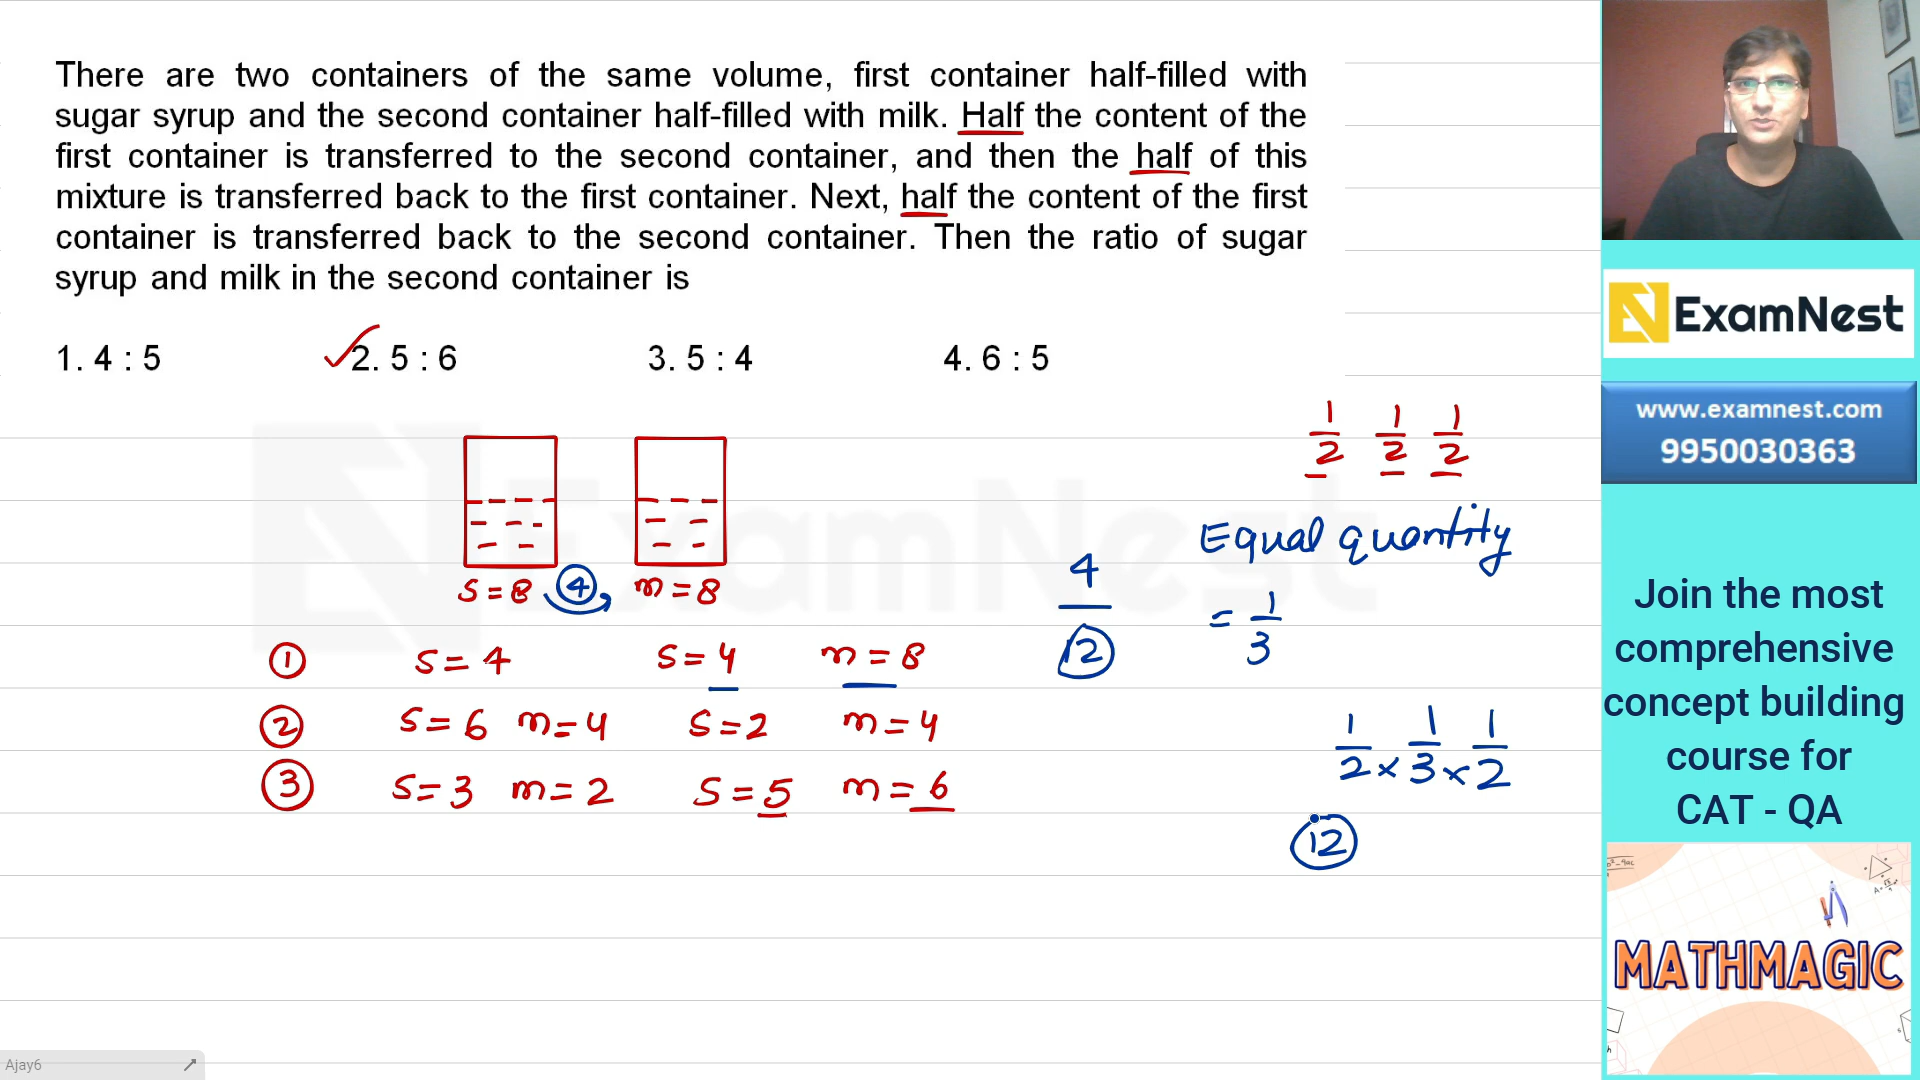 There are two containers of the same volume, first container half-filled with
sugar syrup and the second container half-filled with milk. Half the content of the
first container is transferred to the second container, and then the half of this
mixture is transferred back to the first container. Next, half the content of the first
container is transferred back to the second container. Then the ratio of sugar
syrup and milk in the second container is
1. 4 : 5 2. 5 : 6 3. 5 : 4 4. 6 : 5
1/2 1/2 1/2
Equal quantity
= 1/3
4/12
s = 8 4 m = 8
1 s = 4 s = 4 m = 8
2 s = 6 m = 4 s = 2 m = 4
3 s = 3 m = 2 s = 5 m = 6
1/2 × 1/3 × 1/2
12
ExamNest
Ajay6
ExamNest
www.examnest.com
9950030363
Join the most
comprehensive
concept building
course for
CAT - QA
MATHMAGIC